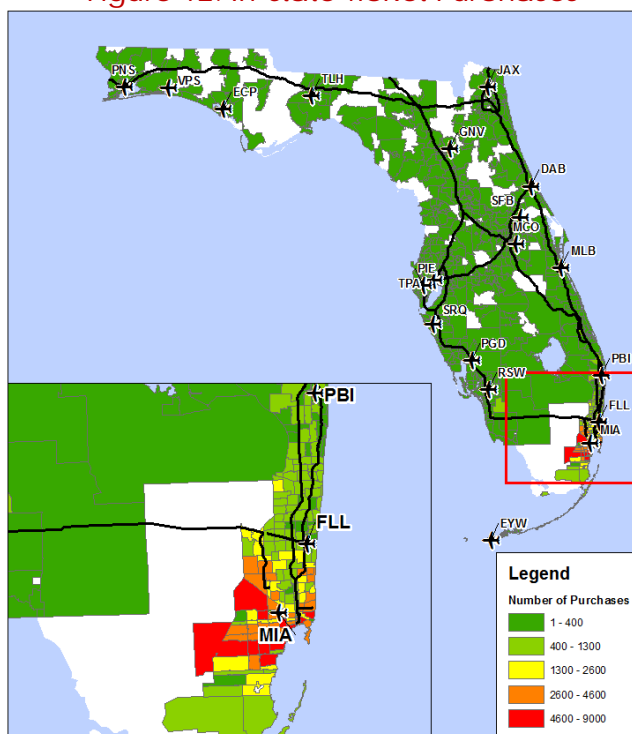 Figure 12: In-state Ticket Purchases
PNS
VPS
ECP
TLH
JAX
GNV
DAB
SFB
MCO
MLB
PIE
TPA
SRQ
PGD
RSW
PBI
FLL
MIA
EYW
PBI
FLL
MIA
Legend
Number of Purchases
1 - 400
400 - 1300
1300 - 2600
2600 - 4600
4600 - 9000